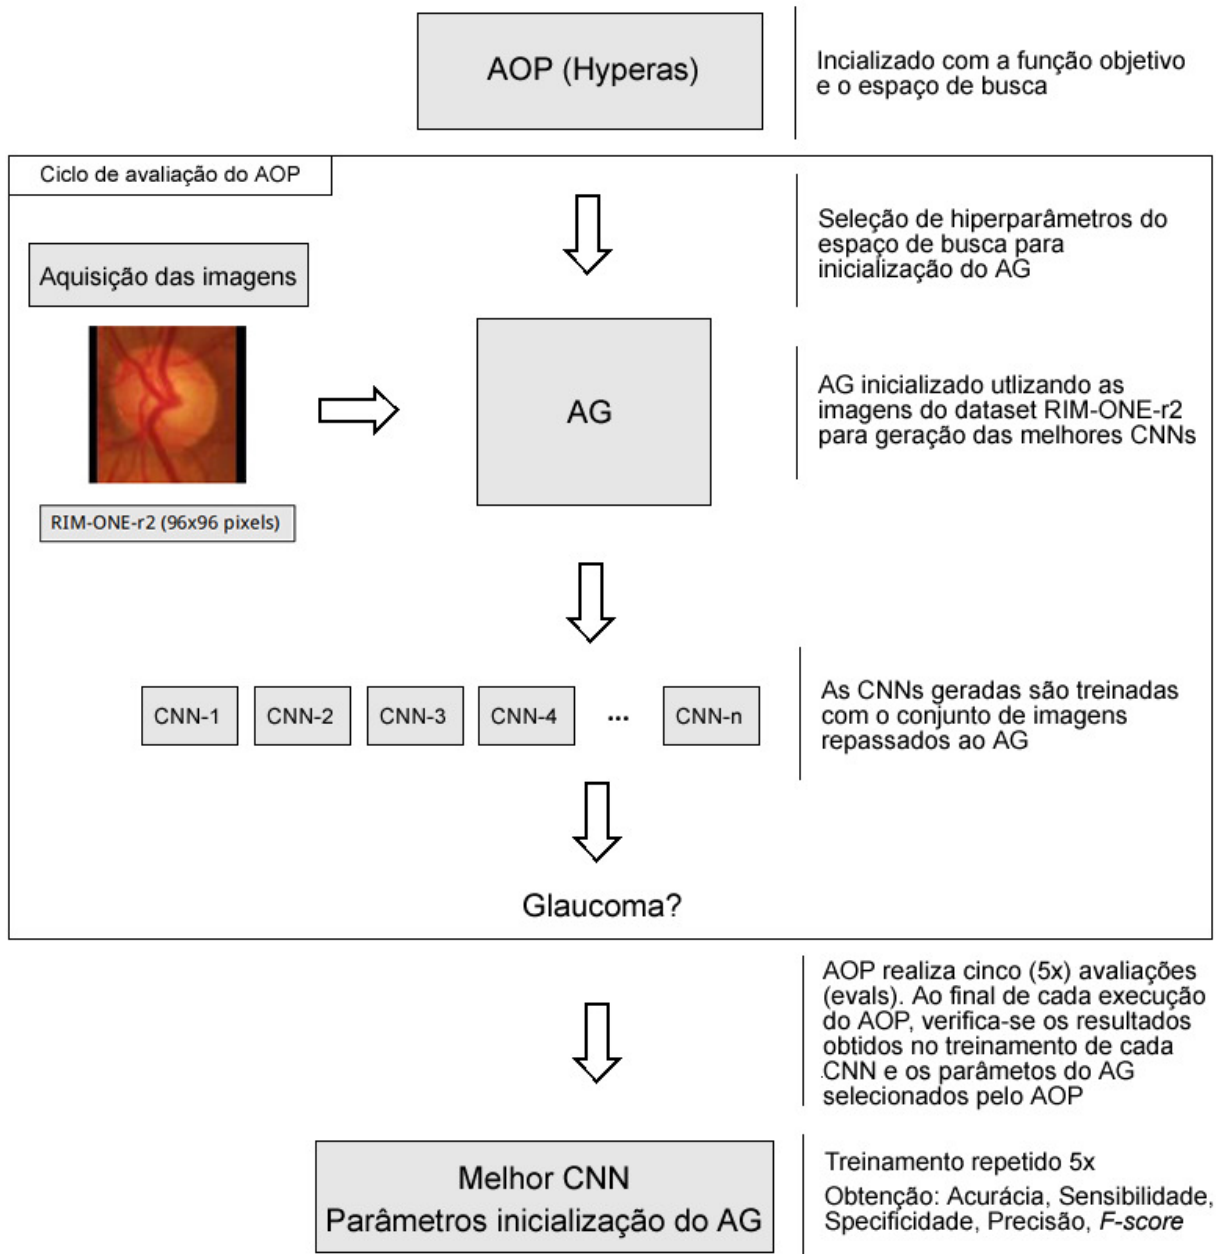 AOP (Hyperas)
Incializado com a função objetivo
e o espaço de busca
Ciclo de avaliação do AOP
Seleção de hiperparâmetros do
espaço de busca para
inicialização do AG
Aquisição das imagens
AG
AG inicializado utlizando as
imagens do dataset RIM-ONE-r2
para geração das melhores CNNs
RIM-ONE-r2 (96x96 pixels)
CNN-1
CNN-2
CNN-3
CNN-4
...
CNN-n
As CNNs geradas são treinadas
com o conjunto de imagens
repassados ao AG
Glaucoma?
AOP realiza cinco (5x) avaliações
(evals). Ao final de cada execução
do AOP, verifica-se os resultados
obtidos no treinamento de cada
CNN e os parâmetos do AG
selecionados pelo AOP
Melhor CNN
Parâmetros inicialização do AG
Treinamento repetido 5x
Obtenção: Acurácia, Sensibilidade,
Specificidade, Precisão, F-score